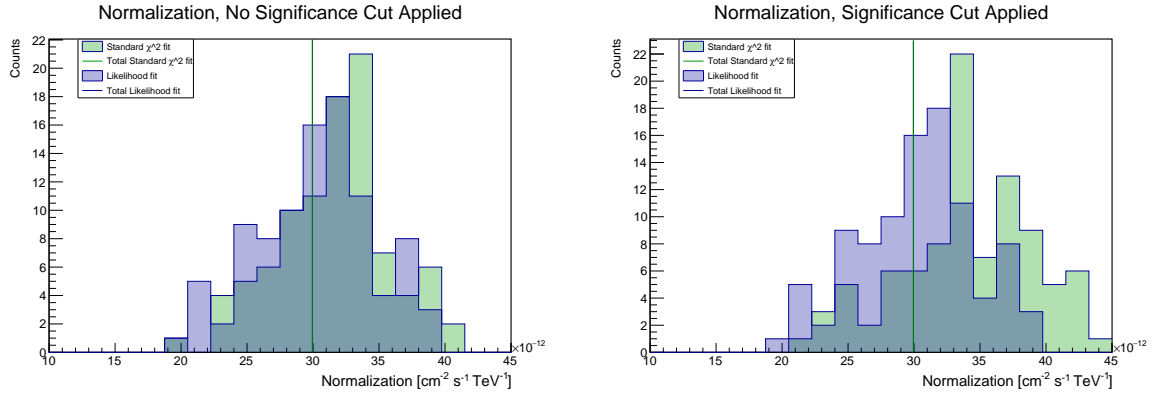 Normalization, No Significance Cut Applied
Counts
22
20
18
16
14
12
10
8
6
4
2
0
Standard χ^2 fit
Total Standard χ^2 fit
Likelihood fit
Total Likelihood fit
10 15 20 25 30 35 40 45
×10⁻¹²
Normalization [cm⁻² s⁻¹ TeV⁻¹]
Normalization, Significance Cut Applied
Counts
22
20
18
16
14
12
10
8
6
4
2
0
Standard χ^2 fit
Total Standard χ^2 fit
Likelihood fit
Total Likelihood fit
10 15 20 25 30 35 40 45
×10⁻¹²
Normalization [cm⁻² s⁻¹ TeV⁻¹]